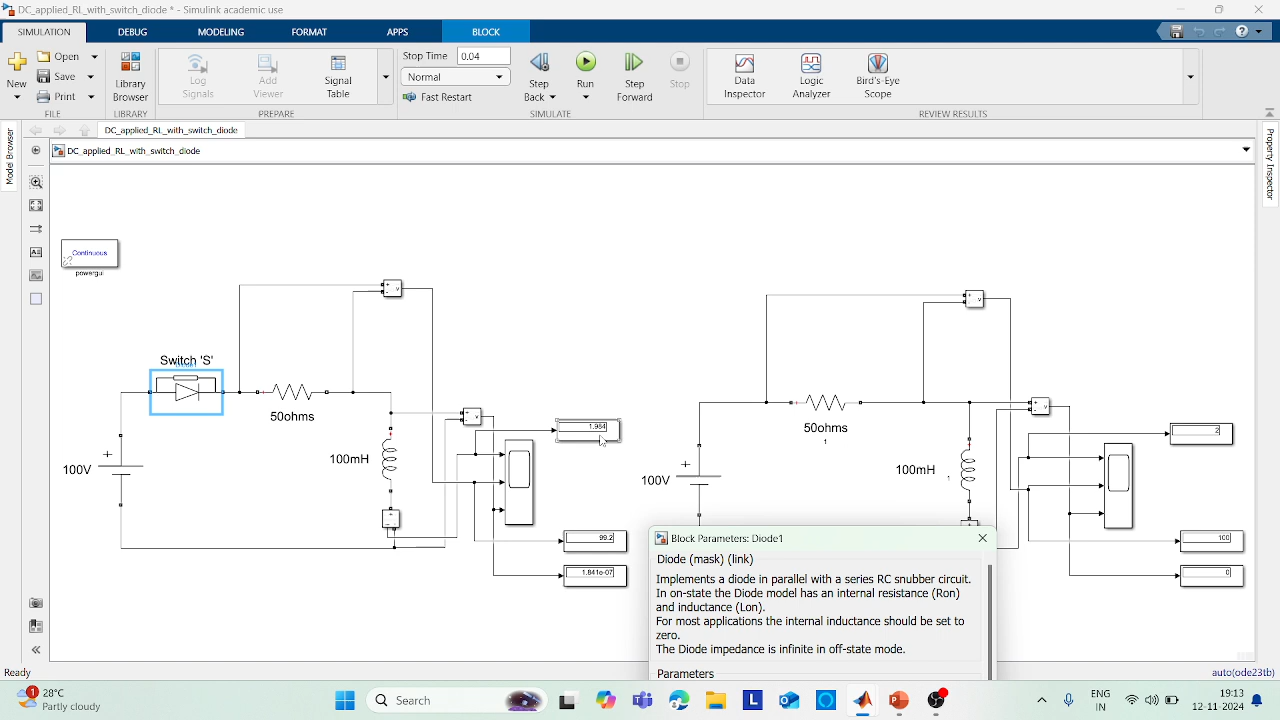 DC_applied_RL_with_switch_diode * - Simulink academic use
SIMULATION DEBUG MODELING FORMAT APPS BLOCK
New
Open
Save
Print
FILE
Library Browser
LIBRARY
Log Signals
Add Viewer
Signal Table
PREPARE
Stop Time 0.04
Normal
Fast Restart
Step Back
Run
Step Forward
Stop
SIMULATE
Data Inspector
Logic Analyzer
Bird's-Eye Scope
REVIEW RESULTS
Model Browser
DC_applied_RL_with_switch_diode
DC_applied_RL_with_switch_diode
Property Inspector
Continuous
powergui
Switch 'S'
50ohms
100V
100mH
+
-
v
+
-
v
+
1.984
99.2
1.841e-07
50ohms
1
100V
100mH
1
+
v
+
-
v
+
2
100
0
Block Parameters: Diode1
Diode (mask) (link)
Implements a diode in parallel with a series RC snubber circuit.
In on-state the Diode model has an internal resistance (Ron)
and inductance (Lon).
For most applications the internal inductance should be set to
zero.
The Diode impedance is infinite in off-state mode.
Parameters
Ready
auto(ode23tb)
1
28°C
Partly cloudy
Search
L
ENG
IN
19:13
12-11-2024